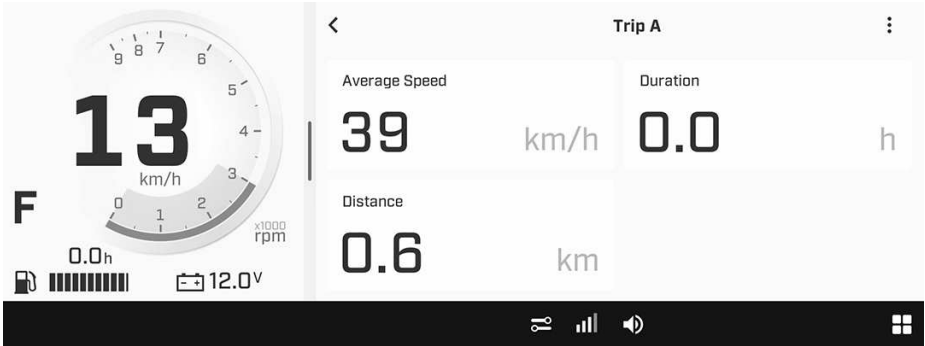 Trip A
9 8 7 6 5 4 3 2 1 0
13
km/h
x1000
rpm
F
0.0h
12.0V
Average Speed
39 km/h
Duration
0.0 h
Distance
0.6 km